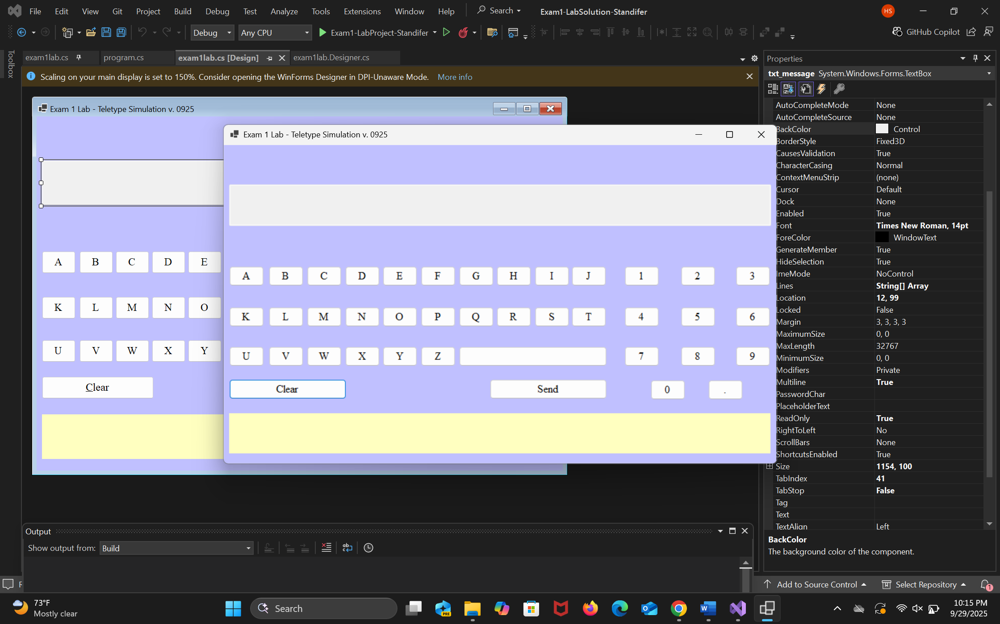 File Edit View Git Project Build Debug Test Analyze Tools Extensions Window Help Search Exam1-LabSolution-Standifer HS
Debug Any CPU Exam1-LabProject-Standifer GitHub Copilot
Toolbox
exam1lab.cs program.cs exam1lab.cs [Design] exam1lab.Designer.cs
Scaling on your main display is set to 150%. Consider opening the WinForms Designer in DPI-Unaware Mode. More info
Exam 1 Lab - Teletype Simulation v. 0925
A B C D E
K L M N O
U V W X Y
Clear
Exam 1 Lab - Teletype Simulation v. 0925
A B C D E F G H I J 1 2 3
K L M N O P Q R S T 4 5 6
U V W X Y Z 7 8 9
Clear Send 0 .
Properties
txt_message System.Windows.Forms.TextBox
AutoCompleteMode None
AutoCompleteSource None
BackColor Control
BorderStyle Fixed3D
CausesValidation True
CharacterCasing Normal
ContextMenuStrip (none)
Cursor Default
Dock None
Enabled True
Font Times New Roman, 14pt
ForeColor WindowText
GenerateMember True
HideSelection True
ImeMode NoControl
Lines String[] Array
Location 12, 99
Locked False
Margin 3, 3, 3, 3
MaximumSize 0, 0
MaxLength 32767
MinimumSize 0, 0
Modifiers Private
Multiline True
PasswordChar
PlaceholderText
ReadOnly True
RightToLeft No
ScrollBars None
ShortcutsEnabled True
Size 1154, 100
TabIndex 41
TabStop False
Tag
Text
TextAlign Left
BackColor
The background color of the component.
Output
Show output from: Build
Add to Source Control Select Repository 1
73°F
Mostly clear
Search
PRE
10:15 PM
9/29/2025